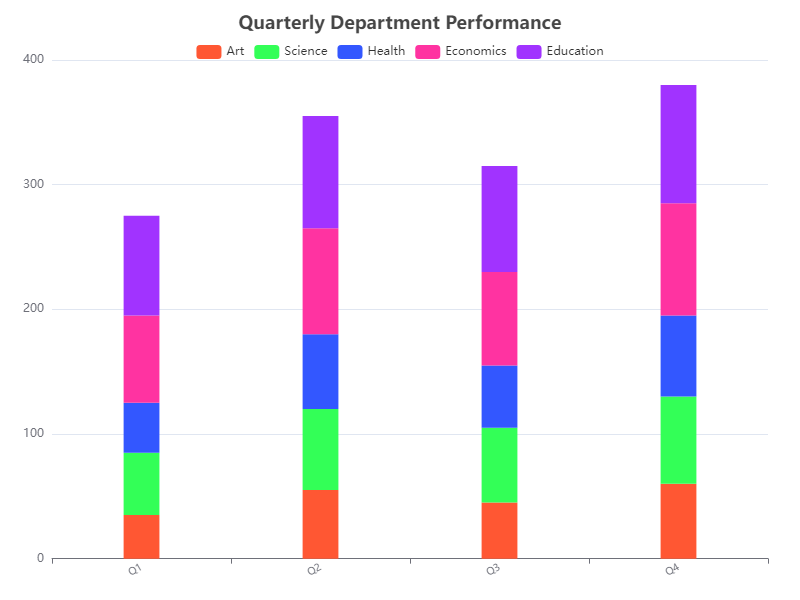 Quarterly Department Performance
Art Science Health Economics Education
400
300
200
100
0
Q1 Q2 Q3 Q4